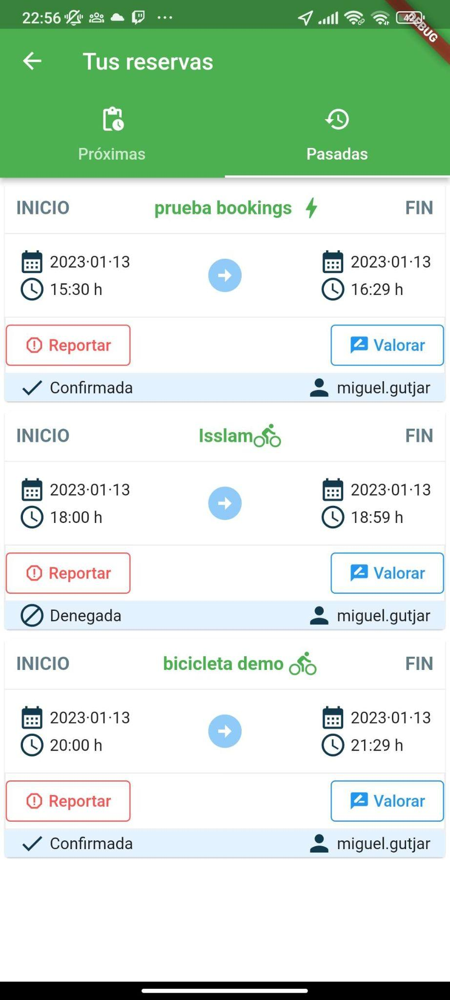 22:56
42
DEBUG
Tus reservas
Próximas
Pasadas
INICIO prueba bookings FIN
2023·01·13 2023·01·13
15:30 h 16:29 h
Reportar Valorar
Confirmada miguel.gutjar
INICIO Isslam FIN
2023·01·13 2023·01·13
18:00 h 18:59 h
Reportar Valorar
Denegada miguel.gutjar
INICIO bicicleta demo FIN
2023·01·13 2023·01·13
20:00 h 21:29 h
Reportar Valorar
Confirmada miguel.gutjar